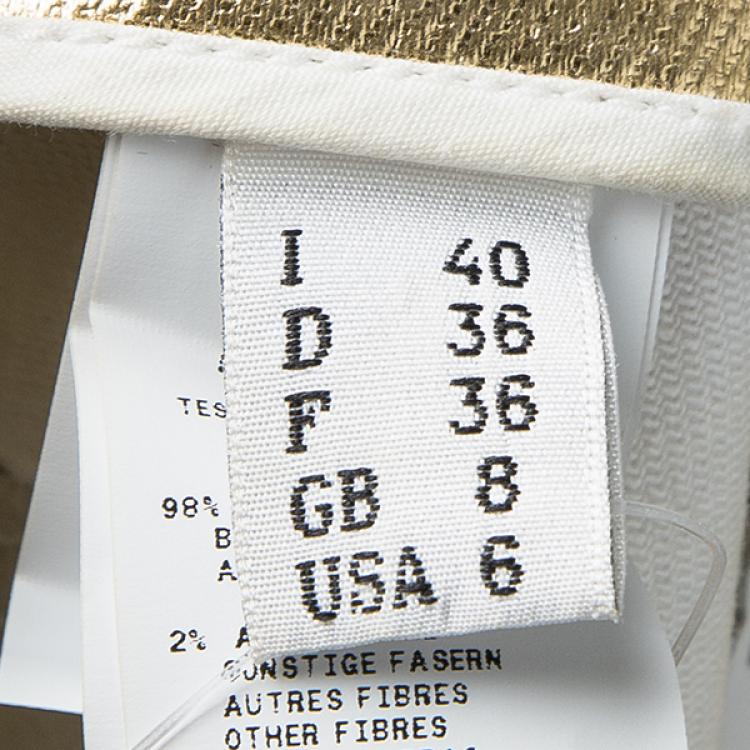 I 40
D 36
F 36
GB 8
USA 6
98%
2%
SONSTIGE FASERN
AUTRES FIBRES
OTHER FIBRES